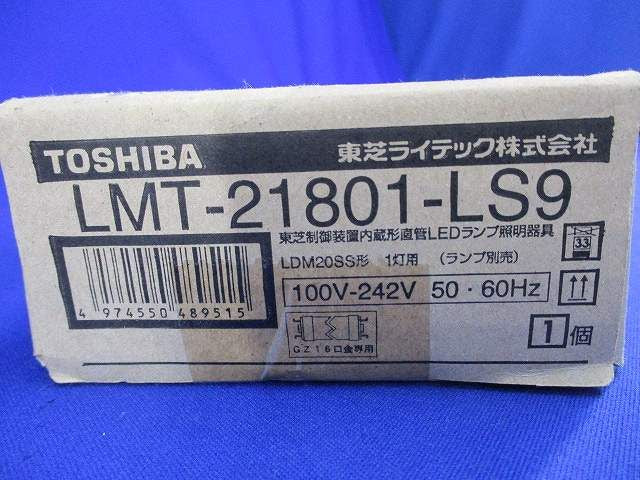 TOSHIBA 東芝ライテック株式会社
LMT-21801-LS9
東芝制御装置内蔵形直管LEDランプ照明器具
LDM20SS形 1灯用 (ランプ別売)
100V-242V 50・60Hz
33
4 974550 489515
GZ16口金専用
1個